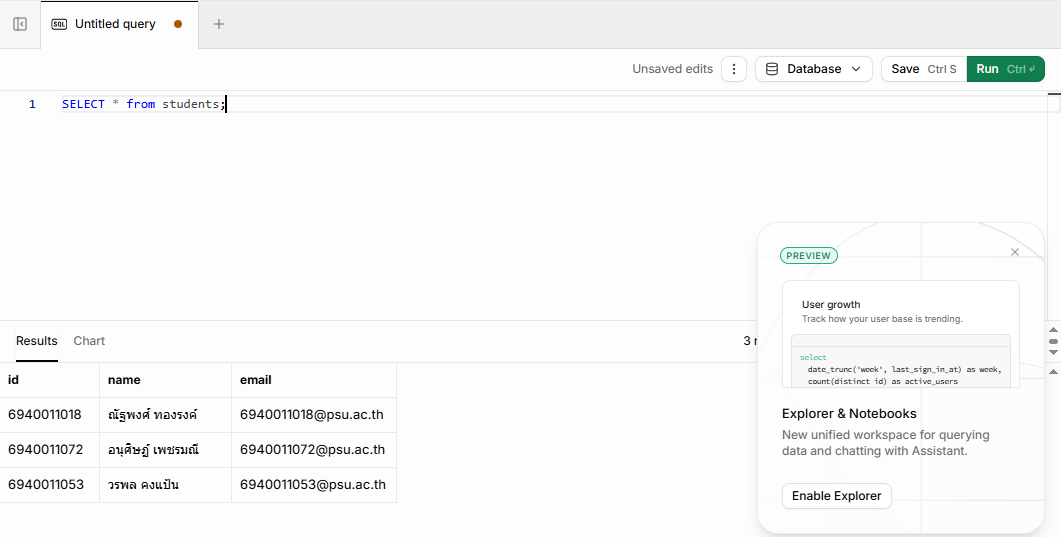 SQL Untitled query
Unsaved edits Database Save Ctrl S Run Ctrl ↵
1 SELECT * from students;
PREVIEW
User growth
Track how your user base is trending.
select
date_trunc('week', last_sign_in_at) as week,
count(distinct id) as active_users
Explorer & Notebooks
New unified workspace for querying
data and chatting with Assistant.
Enable Explorer
Results Chart 3
id name email
6940011018 ณัฐพงศ์ ทองรงค์ 6940011018@psu.ac.th
6940011072 อนุศิษฏ์ เพชรมณี 6940011072@psu.ac.th
6940011053 วรพล คงแป้น 6940011053@psu.ac.th